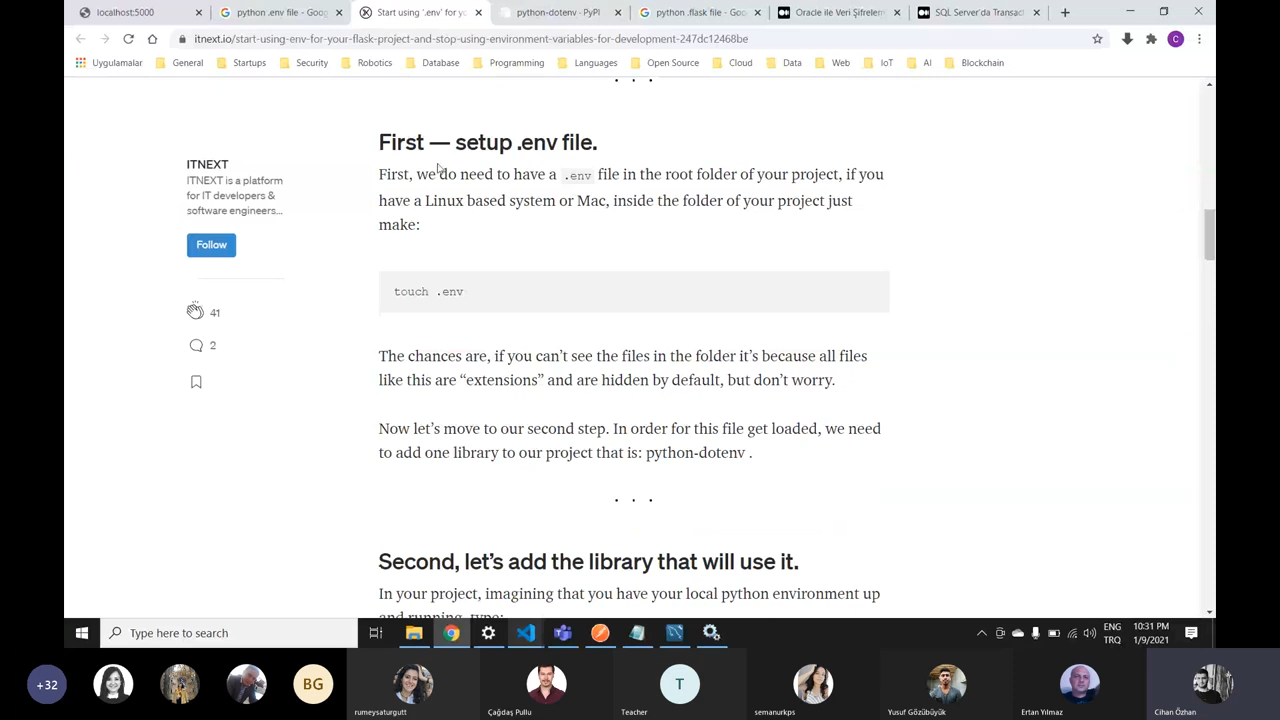 localhost:5000
python .env file - Goog
Start using '.env' for yo
python-dotenv · PyPI
python .flask file - Goo
Oracle ile Veri Şifrelem
SQL Server'da Transac
itnext.io/start-using-env-for-your-flask-project-and-stop-using-environment-variables-for-development-247dc12468be
C
Uygulamalar
General
Startups
Security
Robotics
Database
Programming
Languages
Open Source
Cloud
Data
Web
IoT
AI
Blockchain
. . .
First — setup .env file.
ITNEXT
ITNEXT is a platform
for IT developers &
software engineers...
Follow
41
2
First, we do need to have a .env file in the root folder of your project, if you
have a Linux based system or Mac, inside the folder of your project just
make:
touch .env
The chances are, if you can't see the files in the folder it's because all files
like this are “extensions” and are hidden by default, but don't worry.
Now let's move to our second step. In order for this file get loaded, we need
to add one library to our project that is: python-dotenv .
. . .
Second, let's add the library that will use it.
In your project, imagining that you have your local python environment up
and running, type:
Type here to search
ENG
TRQ
10:31 PM
1/9/2021
+32
BG
T
rumeysaturgutt
Çağdaş Pullu
Teacher
semanurkps
Yusuf Gözübüyük
Ertan Yılmaz
Cihan Özhan